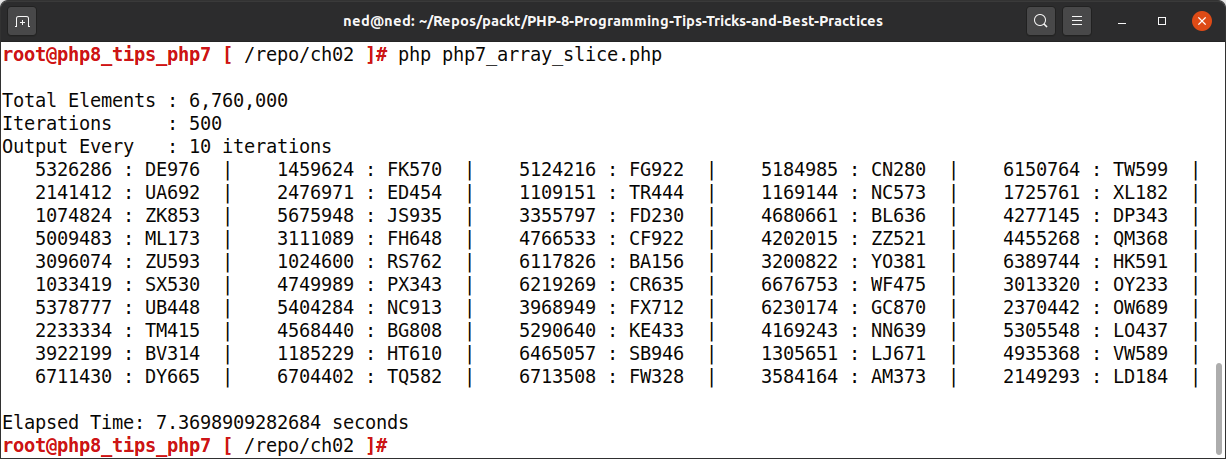 ned@ned: ~/Repos/packt/PHP-8-Programming-Tips-Tricks-and-Best-Practices
root@php8_tips_php7 [ /repo/ch02 ]# php php7_array_slice.php
Total Elements : 6,760,000
Iterations     : 500
Output Every   : 10 iterations
   5326286 : DE976  |    1459624 : FK570  |    5124216 : FG922  |    5184985 : CN280  |    6150764 : TW599  |
   2141412 : UA692  |    2476971 : ED454  |    1109151 : TR444  |    1169144 : NC573  |    1725761 : XL182  |
   1074824 : ZK853  |    5675948 : JS935  |    3355797 : FD230  |    4680661 : BL636  |    4277145 : DP343  |
   5009483 : ML173  |    3111089 : FH648  |    4766533 : CF922  |    4202015 : ZZ521  |    4455268 : QM368  |
   3096074 : ZU593  |    1024600 : RS762  |    6117826 : BA156  |    3200822 : YO381  |    6389744 : HK591  |
   1033419 : SX530  |    4749989 : PX343  |    6219269 : CR635  |    6676753 : WF475  |    3013320 : OY233  |
   5378777 : UB448  |    5404284 : NC913  |    3968949 : FX712  |    6230174 : GC870  |    2370442 : OW689  |
   2233334 : TM415  |    4568440 : BG808  |    5290640 : KE433  |    4169243 : NN639  |    5305548 : LO437  |
   3922199 : BV314  |    1185229 : HT610  |    6465057 : SB946  |    1305651 : LJ671  |    4935368 : VW589  |
   6711430 : DY665  |    6704402 : TQ582  |    6713508 : FW328  |    3584164 : AM373  |    2149293 : LD184  |
Elapsed Time: 7.3698909282684 seconds
root@php8_tips_php7 [ /repo/ch02 ]#